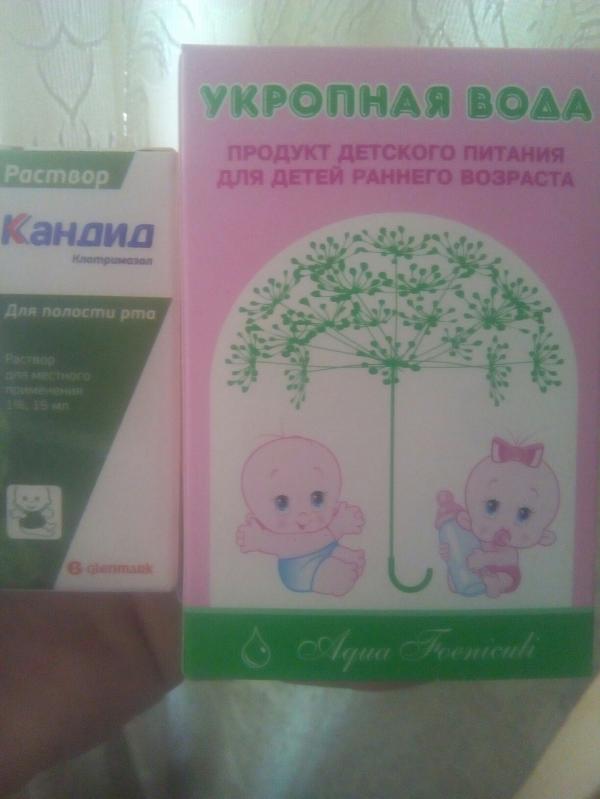 Раствор
Кандид
Клотримазол
Для полости рта
Раствор
для местного
применения
1%, 15 мл
Glenmark
УКРОПНАЯ ВОДА
ПРОДУКТ ДЕТСКОГО ПИТАНИЯ
ДЛЯ ДЕТЕЙ РАННЕГО ВОЗРАСТА
Aqua Foeniculi